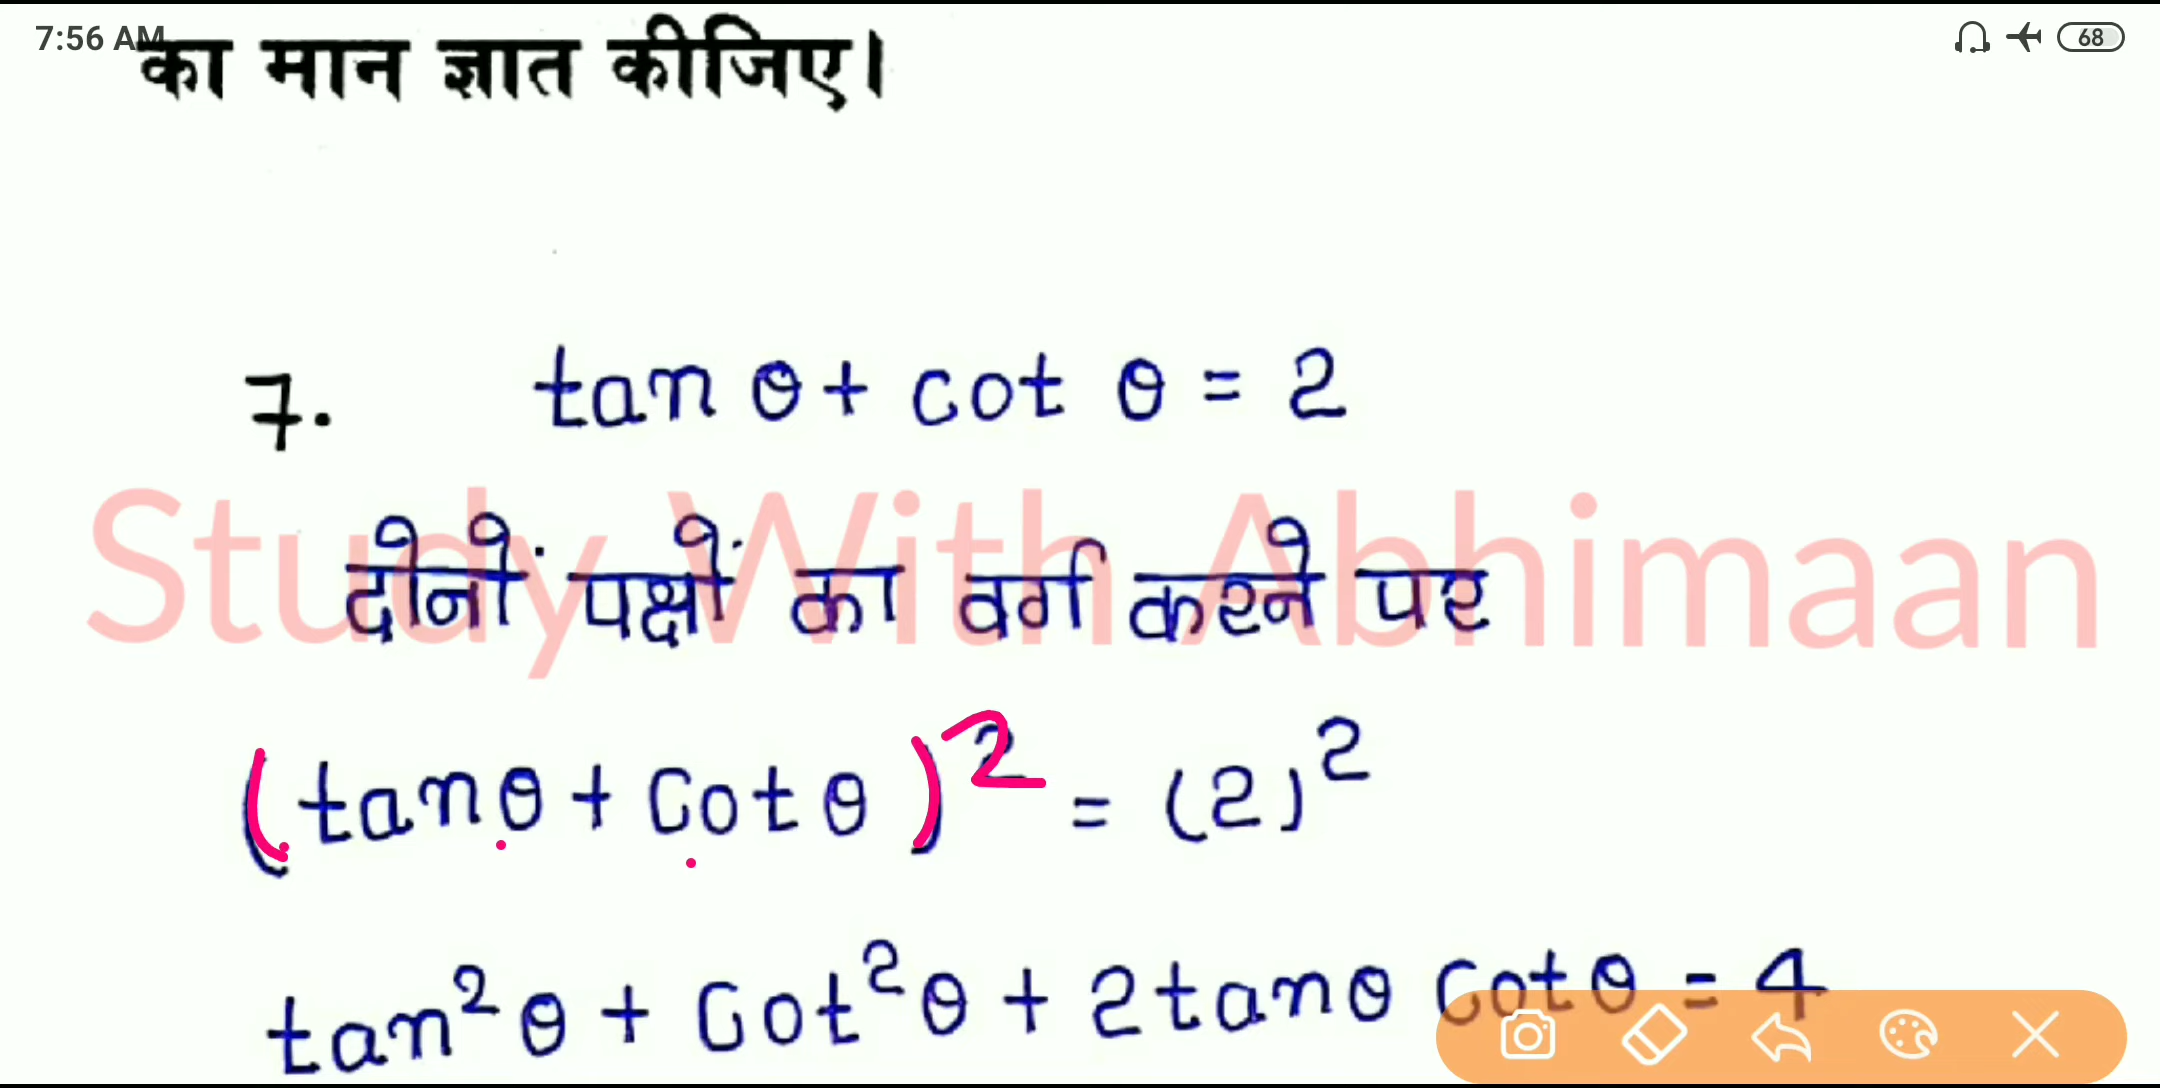 7:56 AM 68
का मान ज्ञात कीजिए।
7. tan θ + cot θ = 2
Study With Abhimaan
दोनों पक्षों का वर्ग करने पर
(tanθ + cotθ)² = (2)²
tan²θ + cot²θ + 2tanθ cotθ = 4